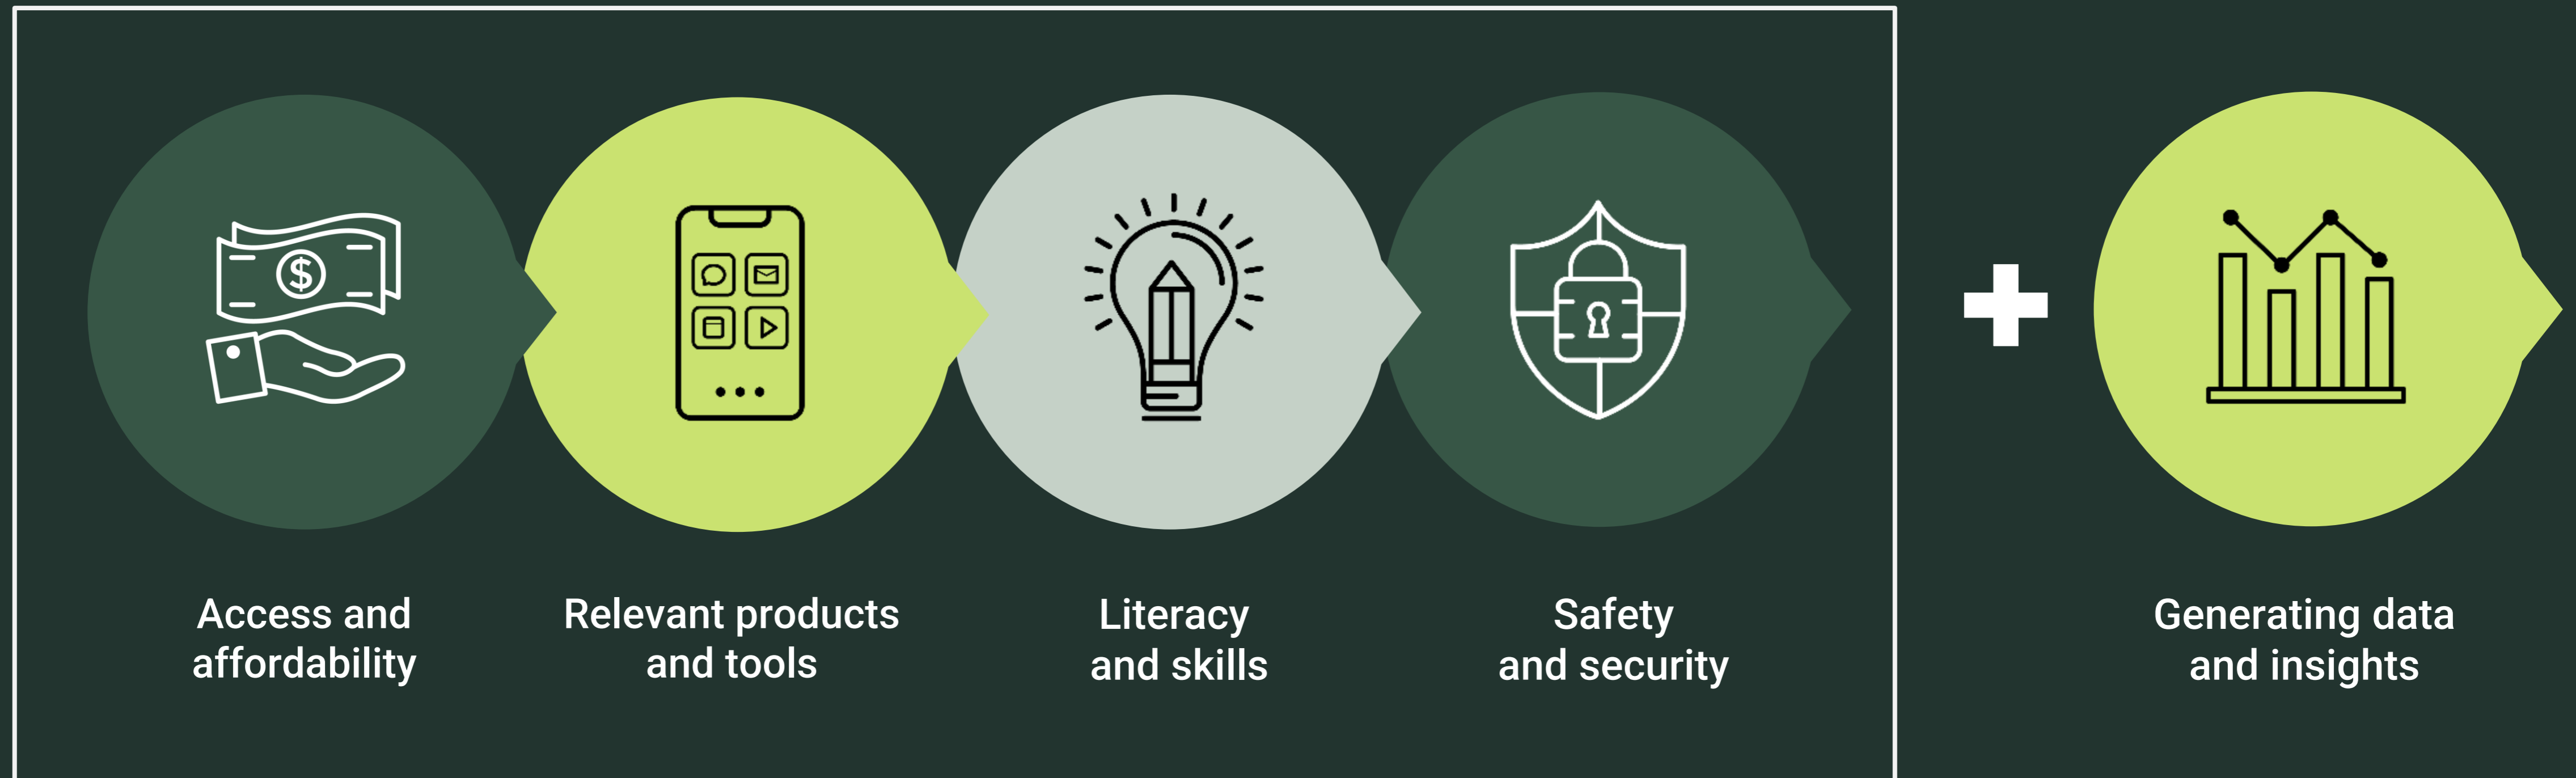 $
Access and
affordability
Relevant products
and tools
Literacy
and skills
Safety
and security
Generating data
and insights